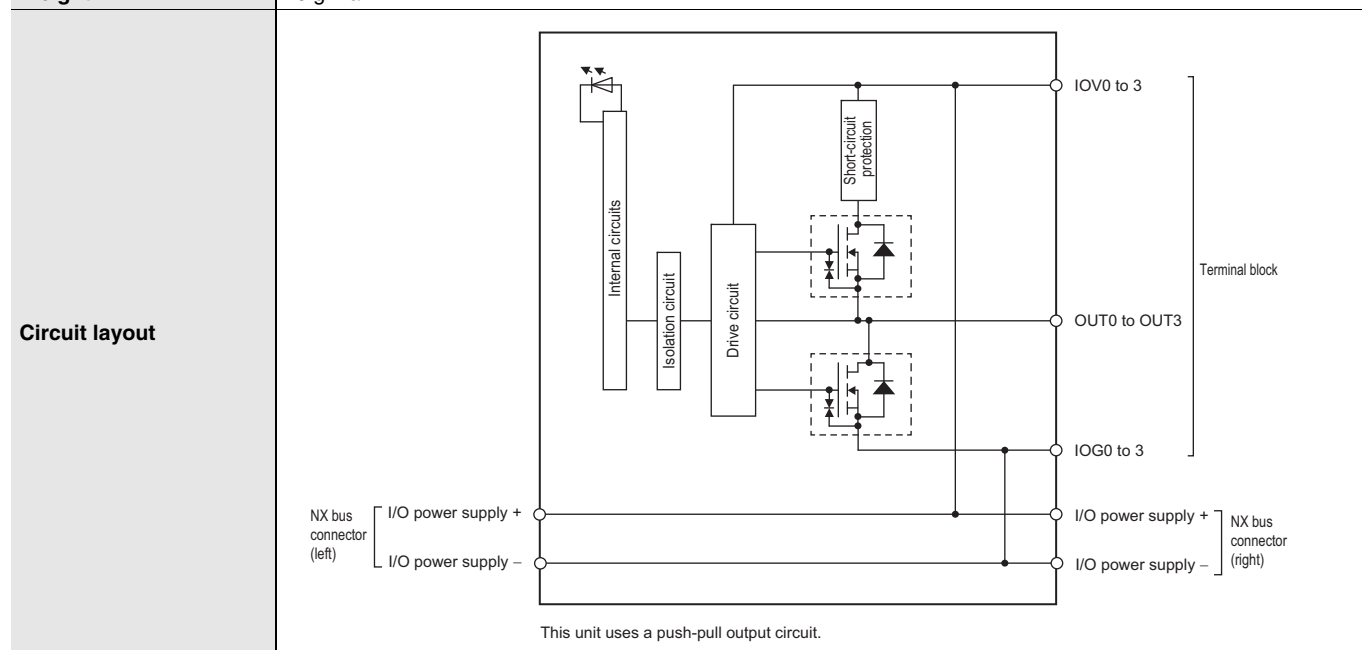 Circuit layout
IOV0 to 3
Short-circuit
protection
Internal circuits
Isolation circuit
Drive circuit
Terminal block
OUT0 to OUT3
IOG0 to 3
NX bus
connector
(left)
I/O power supply +
I/O power supply –
I/O power supply +
I/O power supply –
NX bus
connector
(right)
This unit uses a push-pull output circuit.